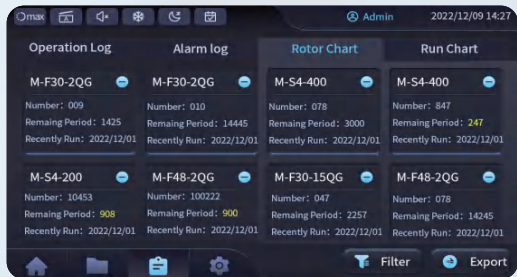 Omax
Admin
2022/12/09 14:27
Operation Log
Alarm log
Rotor Chart
Run Chart
M-F30-2QG
Number: 009
Remaing Period: 1425
Recently Run: 2022/12/01
M-F30-2QG
Number: 010
Remaing Period: 14445
Recently Run: 2022/12/01
M-S4-400
Number: 078
Remaing Period: 3000
Recently Run: 2022/12/01
M-S4-400
Number: 847
Remaing Period: 247
Recently Run: 2022/12/01
M-S4-200
Number: 10453
Remaing Period: 908
Recently Run: 2022/12/01
M-F48-2QG
Number: 100222
Remaing Period: 900
Recently Run: 2022/12/01
M-F30-15QG
Number: 047
Remaing Period: 2257
Recently Run: 2022/12/01
M-F48-2QG
Number: 078
Remaing Period: 14245
Recently Run: 2022/12/01
Filter
Export